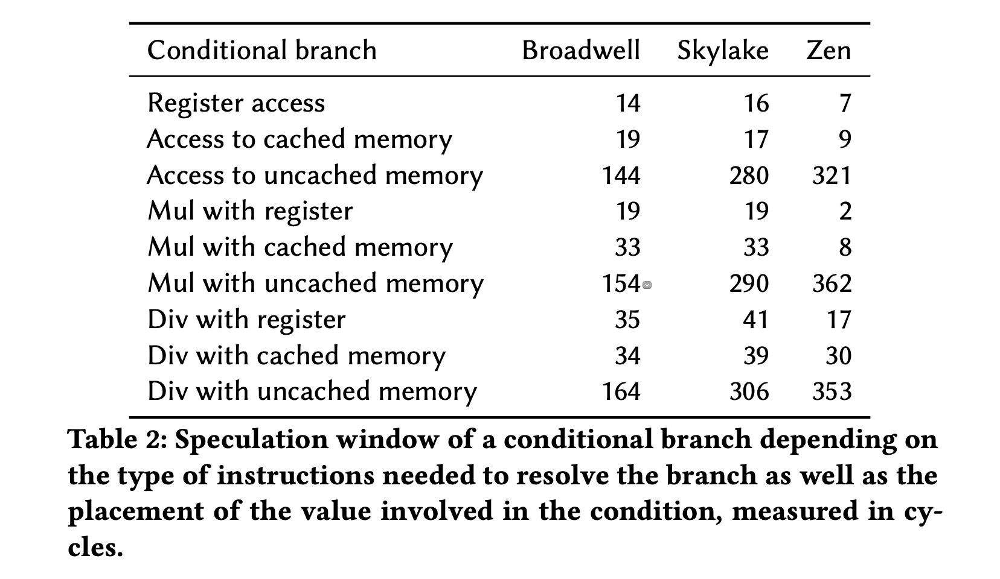 Conditional branch Broadwell Skylake Zen
Register access 14 16 7
Access to cached memory 19 17 9
Access to uncached memory 144 280 321
Mul with register 19 19 2
Mul with cached memory 33 33 8
Mul with uncached memory 154 290 362
Div with register 35 41 17
Div with cached memory 34 39 30
Div with uncached memory 164 306 353
Table 2: Speculation window of a conditional branch depending on
the type of instructions needed to resolve the branch as well as the
placement of the value involved in the condition, measured in cy-
cles.